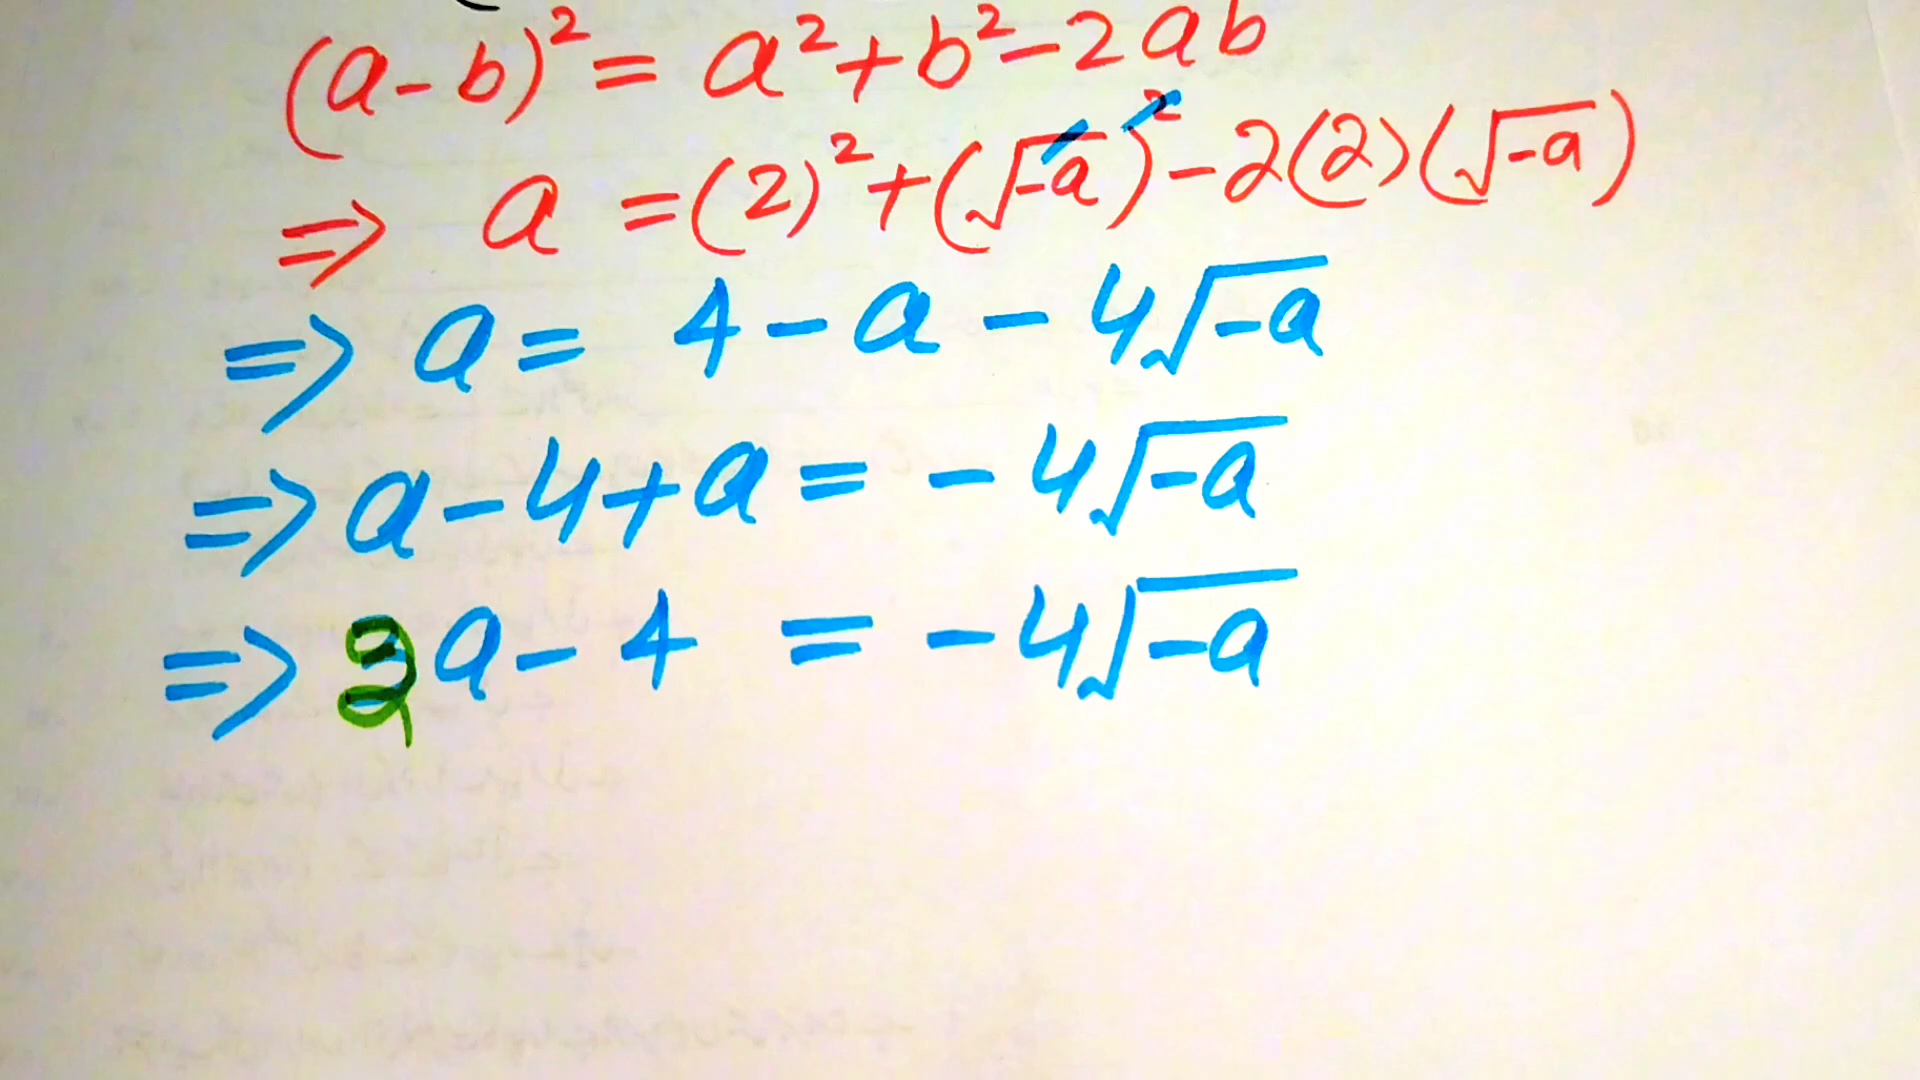 (a-b)² = a²+b²-2ab
⇒ a = (2)²+(√-a)²-2(2)(√-a)
⇒ a = 4-a-4√-a
⇒ a-4+a = -4√-a
⇒ 2a-4 = -4√-a